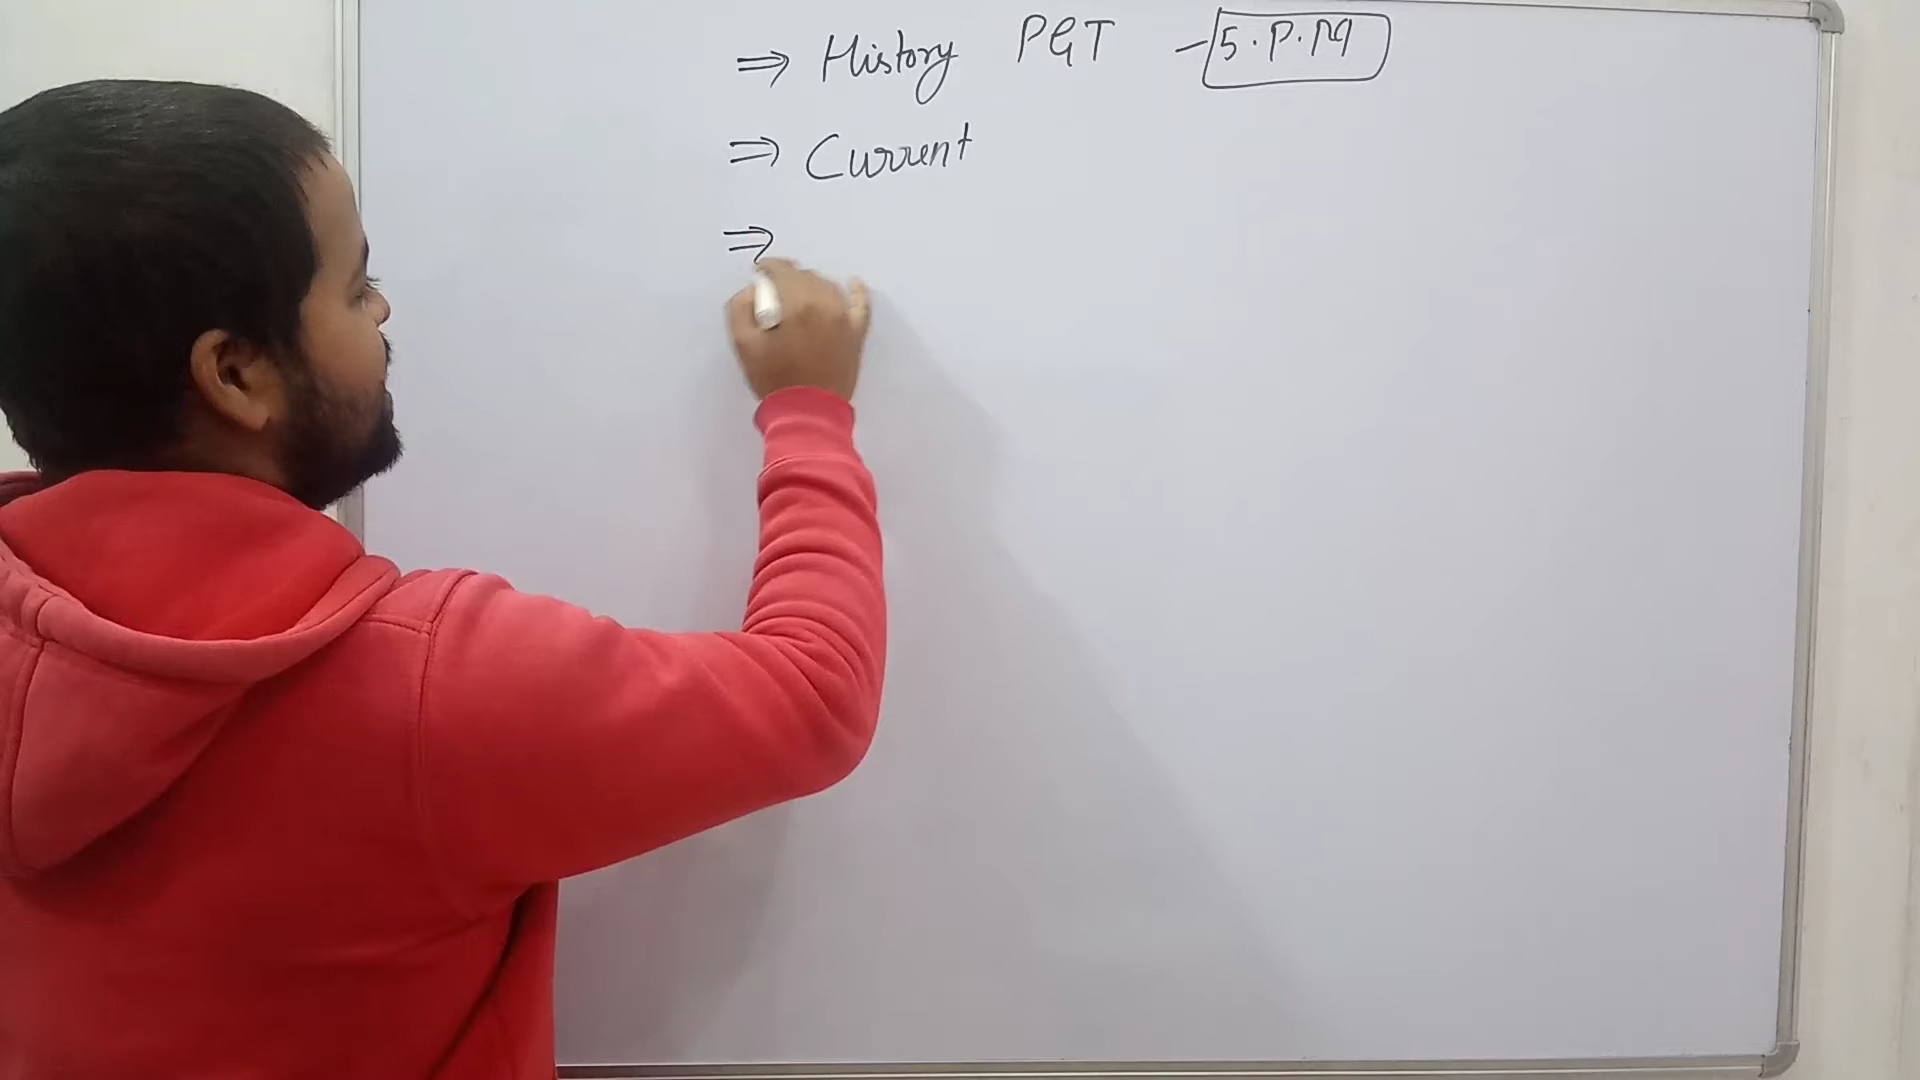 ⇒ History PGT - 5.P.M
⇒ Current
⇒